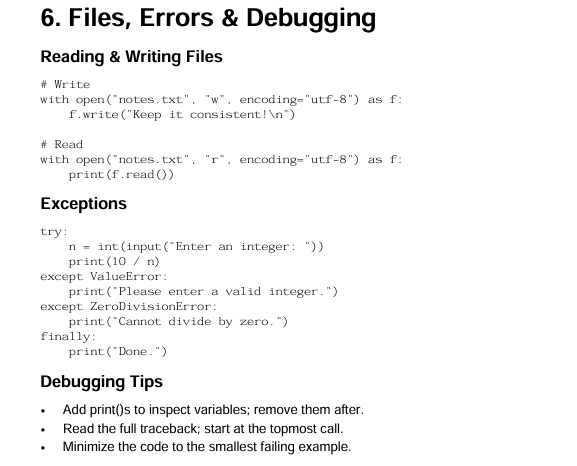 6. Files, Errors & Debugging
Reading & Writing Files
# Write
with open("notes.txt", "w", encoding="utf-8") as f:
    f.write("Keep it consistent!\n")
# Read
with open("notes.txt", "r", encoding="utf-8") as f:
    print(f.read())
Exceptions
try:
    n = int(input("Enter an integer: "))
    print(10 / n)
except ValueError:
    print("Please enter a valid integer.")
except ZeroDivisionError:
    print("Cannot divide by zero.")
finally:
    print("Done.")
Debugging Tips
• Add print()s to inspect variables; remove them after.
• Read the full traceback; start at the topmost call.
• Minimize the code to the smallest failing example.